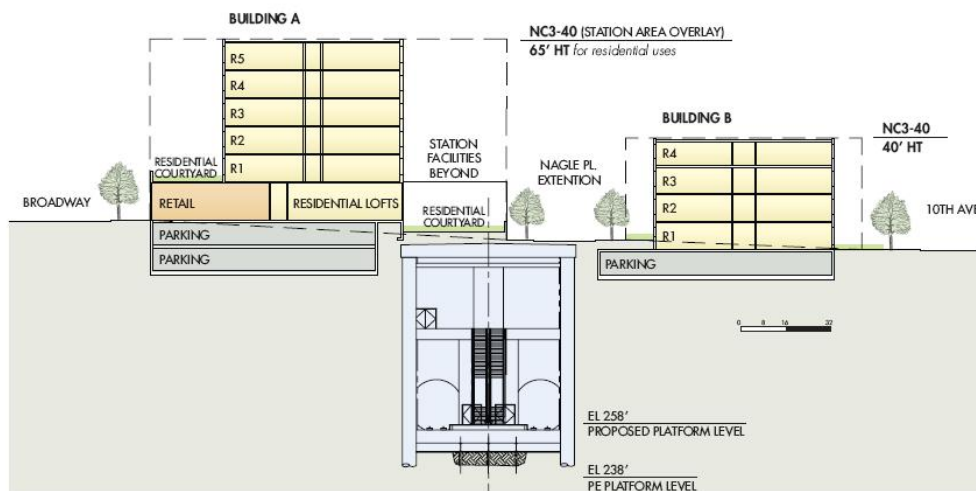 BUILDING A
NC3-40 (STATION AREA OVERLAY)
65' HT for residential uses
R5
R4
R3
R2
R1
RESIDENTIAL
COURTYARD
STATION
FACILITIES
BEYOND
BROADWAY
RETAIL
RESIDENTIAL LOFTS
RESIDENTIAL
COURTYARD
PARKING
PARKING
NAGLE PL.
EXTENTION
BUILDING B
NC3-40
40' HT
R4
R3
R2
R1
10TH AVE
PARKING
0 8 16 32
EL 258'
PROPOSED PLATFORM LEVEL
EL 238'
PE PLATFORM LEVEL